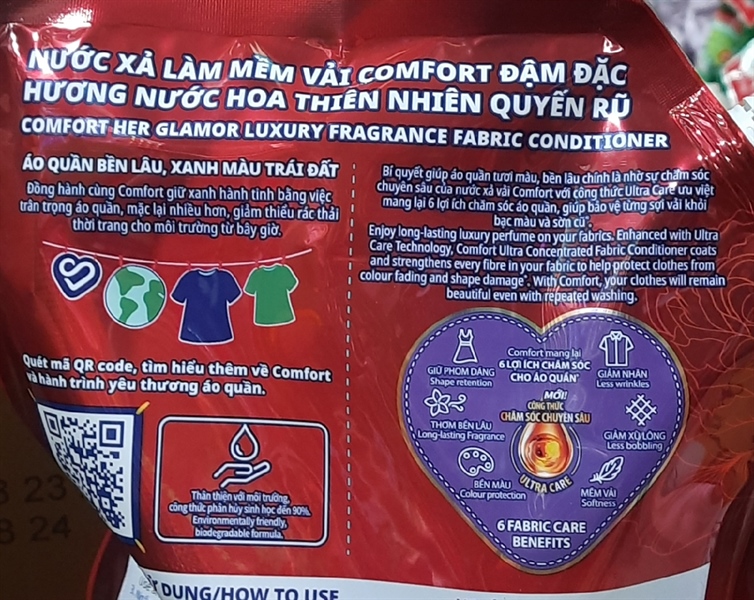 NƯỚC XẢ LÀM MỀM VẢI COMFORT ĐẬM ĐẶC
HƯƠNG NƯỚC HOA THIÊN NHIÊN QUYẾN RŨ
COMFORT HER GLAMOR LUXURY FRAGRANCE FABRIC CONDITIONER
ÁO QUẦN BỀN LÂU, XANH MÀU TRÁI ĐẤT
Đồng hành cùng Comfort giữ xanh hành tinh bằng việc
trân trọng áo quần, mặc lại nhiều hơn, giảm thiểu rác thải
thời trang cho môi trường từ bây giờ.
Quét mã QR code, tìm hiểu thêm về Comfort
và hành trình yêu thương áo quần.
Thân thiện với môi trường,
công thức phân hủy sinh học đến 90%.
Environmentally friendly,
biodegradable formula.
Bí quyết giúp áo quần tươi màu, bền lâu chính là nhờ sự chăm sóc
chuyên sâu của nước xả vải Comfort với công thức Ultra Care ưu việt
mang lại 6 lợi ích chăm sóc áo quần, giúp bảo vệ từng sợi vải khỏi
bạc màu và sờn cũ*.
Enjoy long-lasting luxury perfume on your fabrics. Enhanced with Ultra
Care Technology, Comfort Ultra Concentrated Fabric Conditioner coats
and strengthens every fibre in your fabric to help protect clothes from
colour fading and shape damage*. With Comfort, your clothes will remain
beautiful even with repeated washing.
Comfort mang lại
6 LỢI ÍCH CHĂM SÓC
CHO ÁO QUẦN*
GIỮ PHOM DÁNG
Shape retention
GIẢM NHĂN
Less wrinkles
MỚI!
CÔNG THỨC
CHĂM SÓC CHUYÊN SÂU
ULTRA CARE
THƠM BỀN LÂU
Long-lasting Fragrance
GIẢM XÙ LÔNG
Less bobbling
BỀN MÀU
Colour protection
MỀM VẢI
Softness
6 FABRIC CARE
BENEFITS
23
24
DỤNG/HOW TO USE